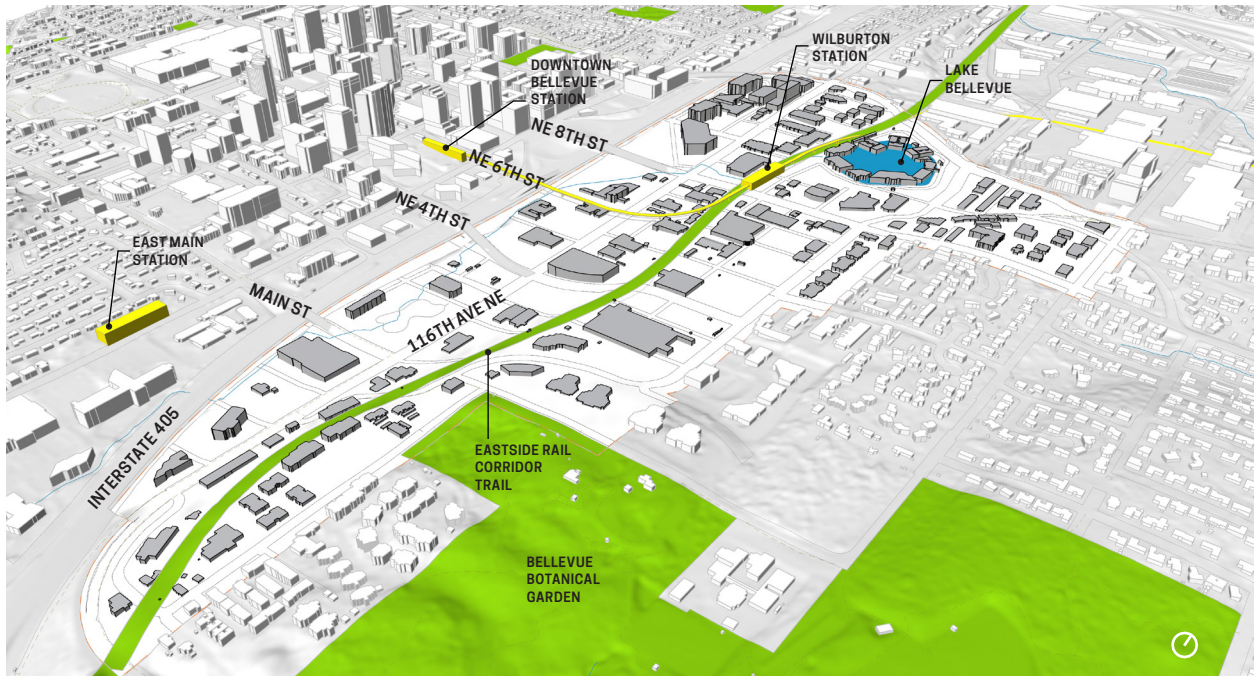 WILBURTON
STATION
LAKE
BELLEVUE
DOWNTOWN
BELLEVUE
STATION
NE 8TH ST
NE 6TH ST
NE 4TH ST
EAST MAIN
STATION
MAIN ST
116TH AVE NE
INTERSTATE 405
EASTSIDE RAIL
CORRIDOR
TRAIL
BELLEVUE
BOTANICAL
GARDEN